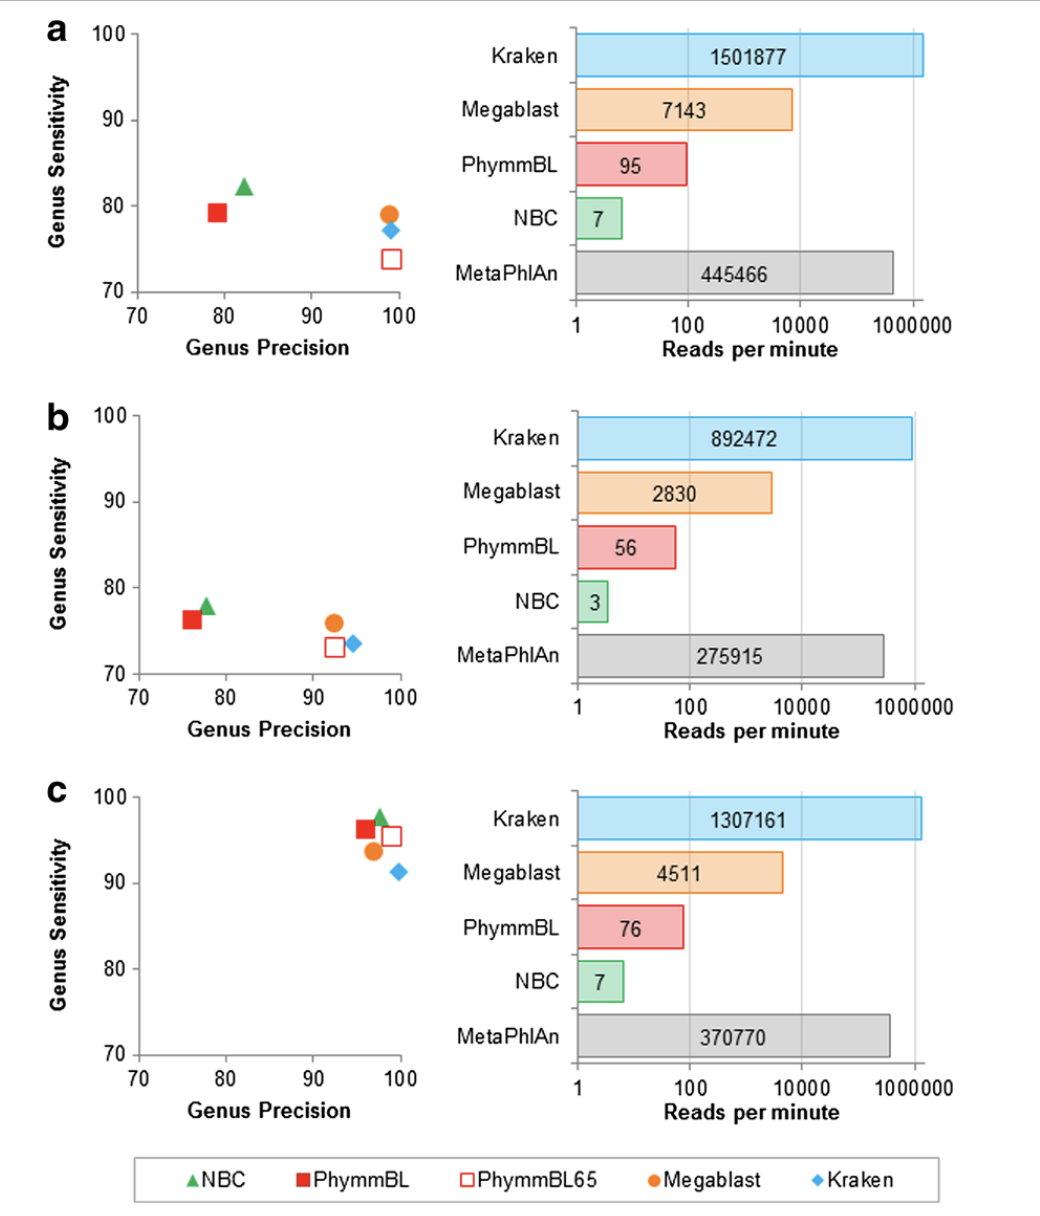 a
Genus Sensitivity
100
90
80
70
70 80 90 100
Genus Precision
Kraken 1501877
Megablast 7143
PhymmBL 95
NBC 7
MetaPhlAn 445466
1 100 10000 1000000
Reads per minute
b
Genus Sensitivity
100
90
80
70
70 80 90 100
Genus Precision
Kraken 892472
Megablast 2830
PhymmBL 56
NBC 3
MetaPhlAn 275915
1 100 10000 1000000
Reads per minute
c
Genus Sensitivity
100
90
80
70
70 80 90 100
Genus Precision
Kraken 1307161
Megablast 4511
PhymmBL 76
NBC 7
MetaPhlAn 370770
1 100 10000 1000000
Reads per minute
NBC PhymmBL PhymmBL65 Megablast Kraken